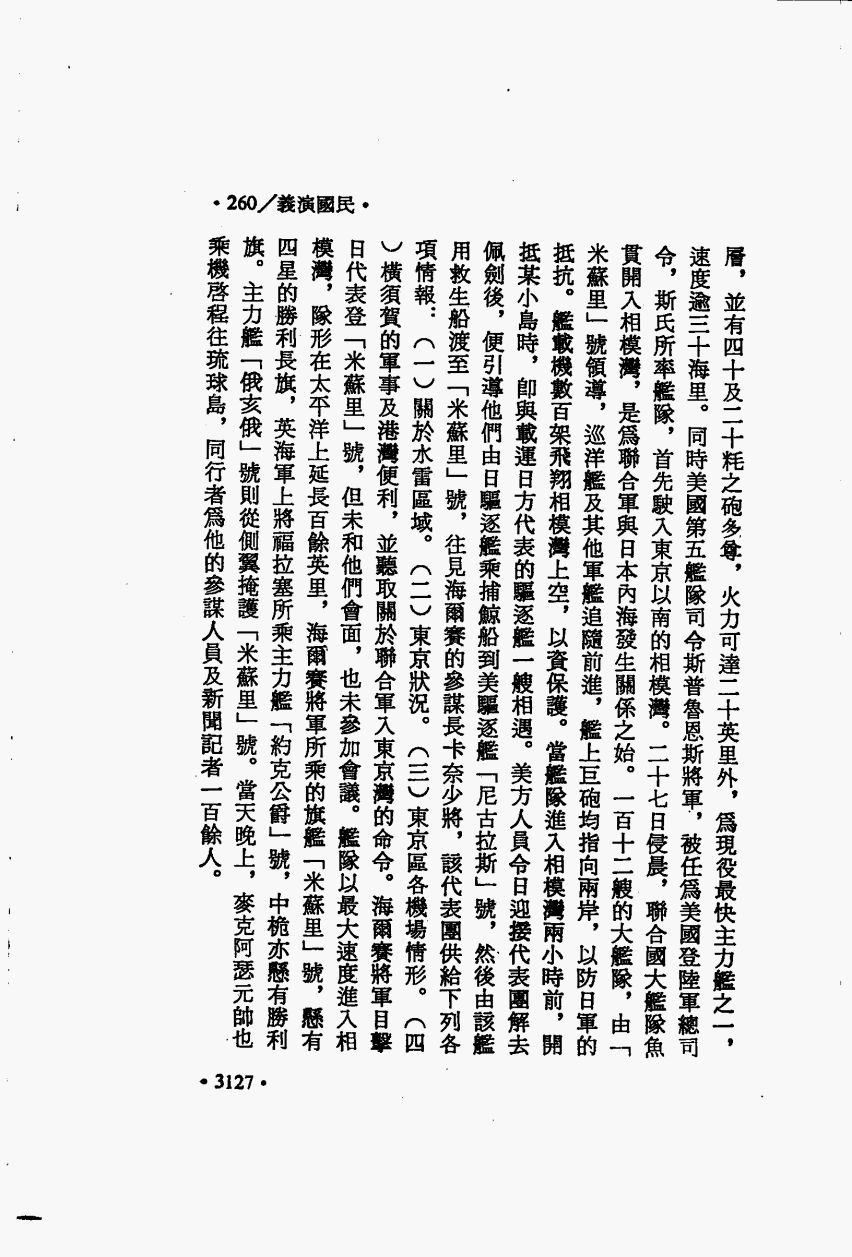 •260／義演國民•
層，並有四十及二十粍之砲多尊，火力可達二十英里外，爲現役最快主力艦之一，
速度逾三十海里。同時美國第五艦隊司令斯普魯恩斯將軍，被任爲美國登陸軍總司
令，斯氏所率艦隊，首先駛入東京以南的相模灣。二十七日侵晨，聯合國大艦隊魚
貫開入相模灣，是爲聯合軍與日本內海發生關係之始。一百十二艘的大艦隊，由「
米蘇里」號領導，巡洋艦及其他軍艦追隨前進，艦上巨砲均指向兩岸，以防日軍的
抵抗。艦載機數百架飛翔相模灣上空，以資保護。當艦隊進入相模灣兩小時前，開
抵某小島時，卽與載運日方代表的驅逐艦一艘相遇。美方人員令日迎接代表團解去
佩劍後，便引導他們由日驅逐艦乘捕鯨船到美驅逐艦「尼古拉斯」號，然後由該艦
用救生船渡至「米蘇里」號，往見海爾賽的參謀長卡奈少將，該代表團供給下列各
項情報：（一）關於水雷區域。（二）東京狀況。（三）東京區各機場情形。（四
）橫須賀的軍事及港灣便利，並聽取關於聯合軍入東京灣的命令。海爾賽將軍目擊
日代表登「米蘇里」號，但未和他們會面，也未參加會議。艦隊以最大速度進入相
模灣，隊形在太平洋上延長百餘英里，海爾賽將軍所乘的旗艦「米蘇里」號，懸有
四星的勝利長旗，英海軍上將福拉塞所乘主力艦「約克公爵」號，中桅亦懸有勝利
旗。主力艦「俄亥俄」號則從側翼掩護「米蘇里」號。當天晚上，麥克阿瑟元帥也
乘機啓程往琉球島，同行者爲他的參謀人員及新聞記者一百餘人。
•3127•